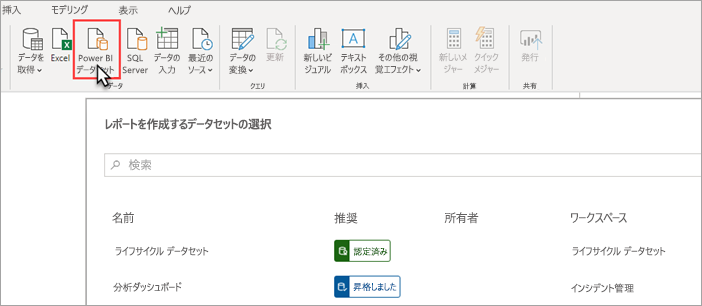 挿入 モデリング 表示 ヘルプ
データを 取得 Excel Power BI データセット SQL Server データの 入力 最近の ソース データの 変換 更新 新しいビ ジュアル テキスト ボックス その他の視 覚エフェクト 新しいメ ジャー クイック メジャー 発行
データ クエリ 挿入 計算 共有
レポートを作成するデータセットの選択
検索
名前 推奨 所有者 ワークスペース
ライフサイクル データセット 認定済み ライフサイクル データセット
分析ダッシュボード 昇格しました インシデント管理